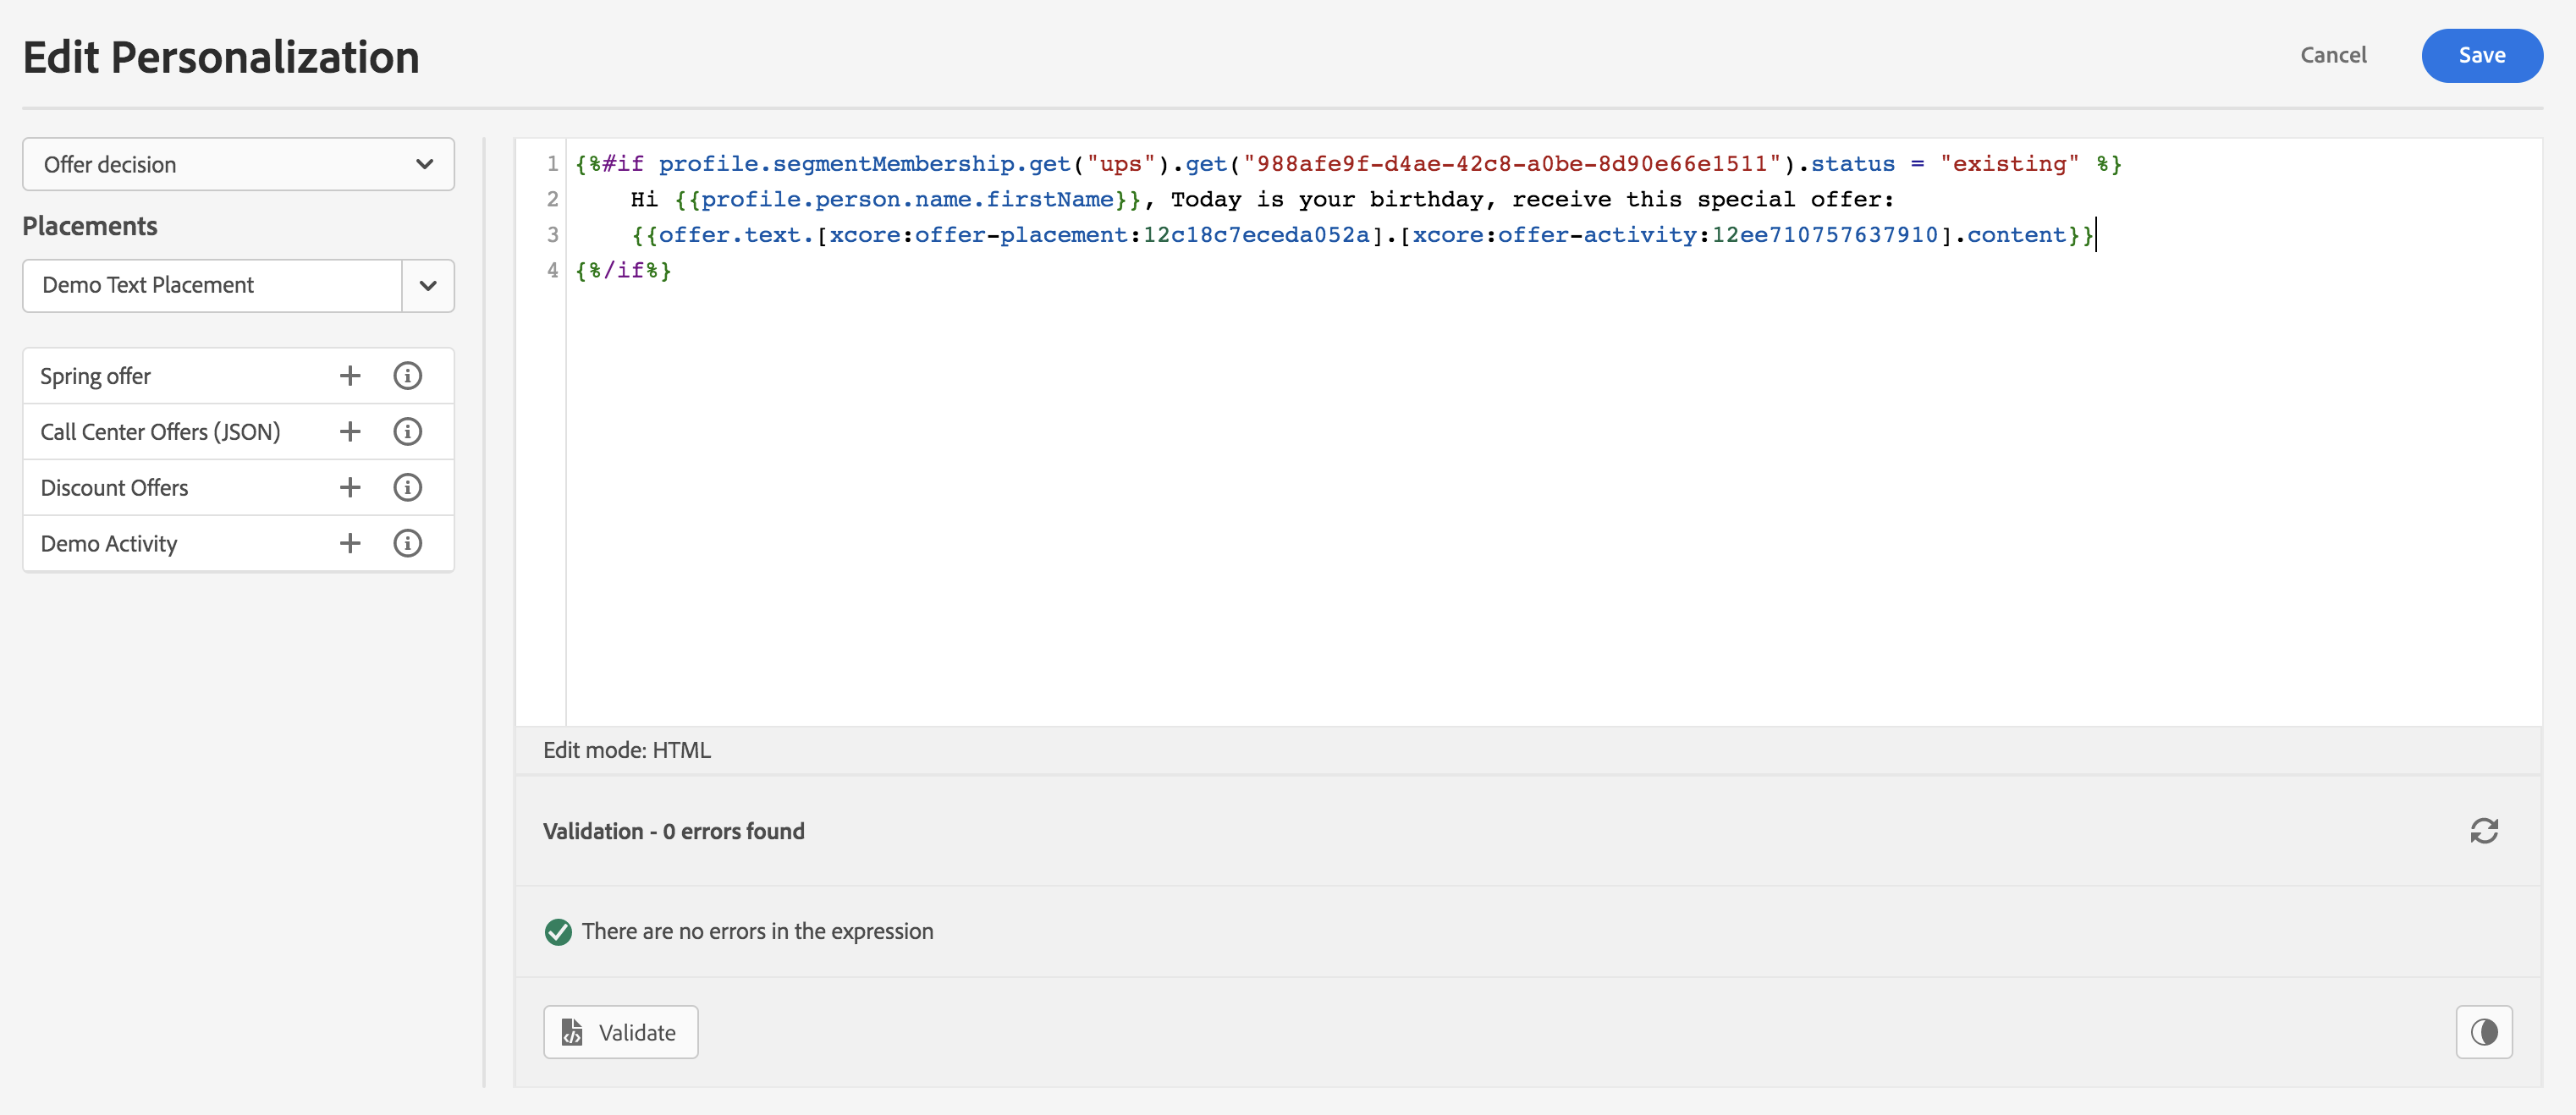 Edit Personalization
Cancel
Save
Offer decision
Placements
Demo Text Placement
Spring offer
Call Center Offers (JSON)
Discount Offers
Demo Activity
1 {%#if profile.segmentMembership.get("ups").get("988afe9f-d4ae-42c8-a0be-8d90e66e1511").status = "existing" %}
2 Hi {{profile.person.name.firstName}}, Today is your birthday, receive this special offer:
3 {{offer.text.[xcore:offer-placement:12c18c7eceda052a].[xcore:offer-activity:12ee710757637910].content}}
4 {%/if%}
Edit mode: HTML
Validation - 0 errors found
There are no errors in the expression
Validate